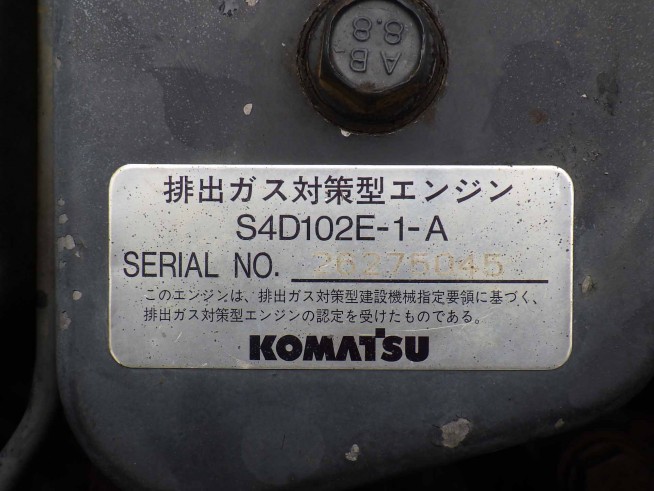 AB
8.8
排出ガス対策型エンジン
S4D102E-1-A
SERIAL NO. 26275045
このエンジンは、排出ガス対策型建設機械指定要領に基づく、
排出ガス対策型エンジンの認定を受けたものである。
KOMATSU